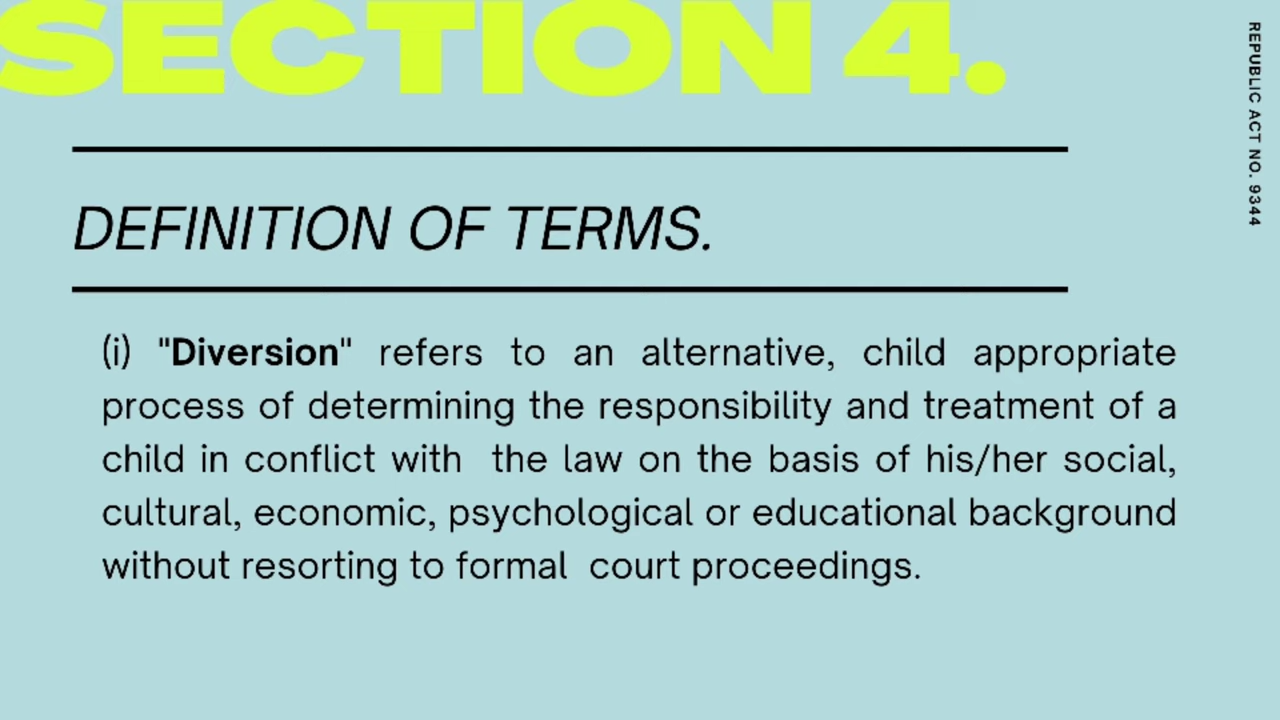 SECTION 4.
REPUBLIC ACT NO. 9344
DEFINITION OF TERMS.
(i) "Diversion" refers to an alternative, child appropriate
process of determining the responsibility and treatment of a
child in conflict with the law on the basis of his/her social,
cultural, economic, psychological or educational background
without resorting to formal court proceedings.